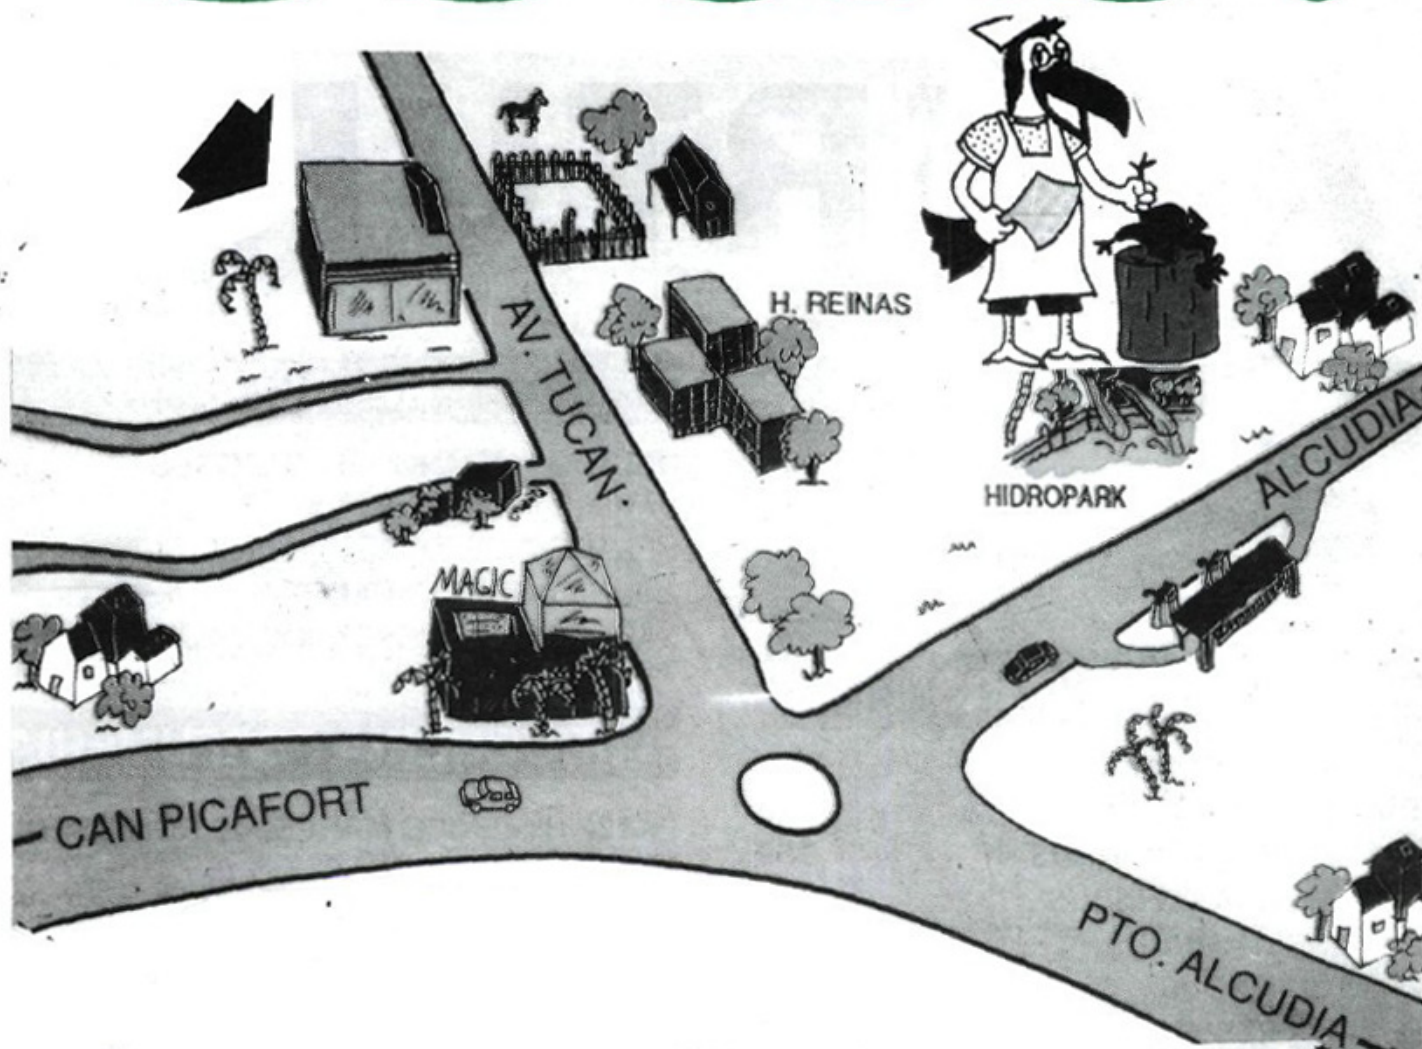 H. REINAS
AV. TUCAN
HIDROPARK
ALCUDIA
MAGIC
CAN PICAFORT
PTO. ALCUDIA